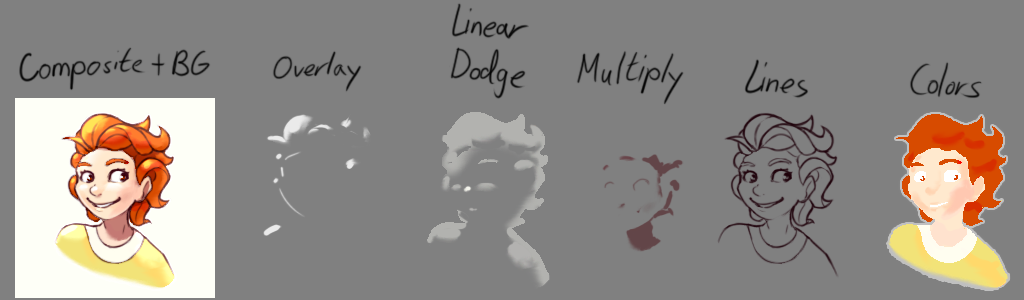 Composite + BG
Overlay
Linear
Dodge
Multiply
Lines
Colors